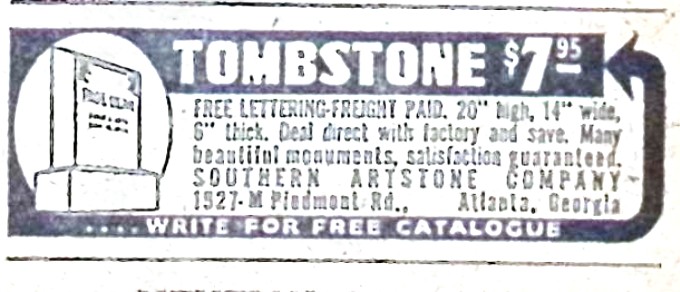 TOMBSTONE $7.95
FREE LETTERING-FREIGHT PAID. 20" high, 14" wide,
6" thick. Deal direct with factory and save. Many
beautiful monuments, satisfaction guaranteed.
SOUTHERN ARTSTONE COMPANY
1527-M Piedmont Rd., Atlanta, Georgia
....WRITE FOR FREE CATALOGUE